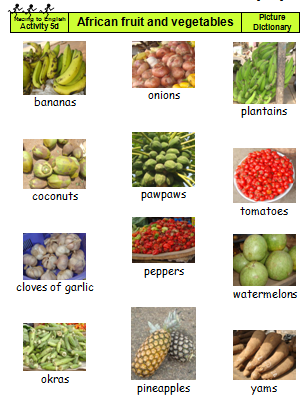 Racing to English
Activity 5d
African fruit and vegetables
Picture
Dictionary
bananas
onions
plantains
coconuts
pawpaws
tomatoes
cloves of garlic
peppers
watermelons
okras
pineapples
yams